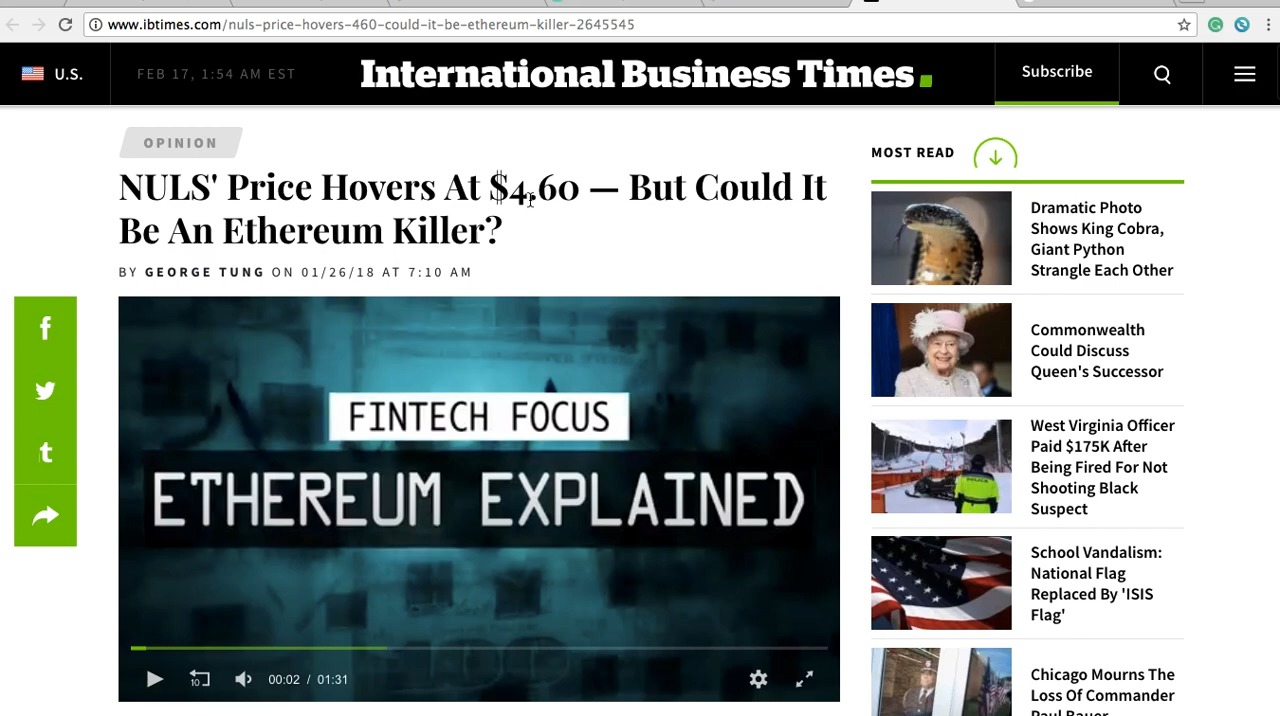 www.ibtimes.com/nuls-price-hovers-460-could-it-be-ethereum-killer-2645545
U.S.
FEB 17, 1:54 AM EST
International Business Times
Subscribe
OPINION
NULS' Price Hovers At $4.60 — But Could It
Be An Ethereum Killer?
BY GEORGE TUNG ON 01/26/18 AT 7:10 AM
FINTECH FOCUS
ETHEREUM EXPLAINED
10
00:02 / 01:31
MOST READ
Dramatic Photo
Shows King Cobra,
Giant Python
Strangle Each Other
Commonwealth
Could Discuss
Queen's Successor
West Virginia Officer
Paid $175K After
Being Fired For Not
Shooting Black
Suspect
School Vandalism:
National Flag
Replaced By 'ISIS
Flag'
Chicago Mourns The
Loss Of Commander
Paul Bauer